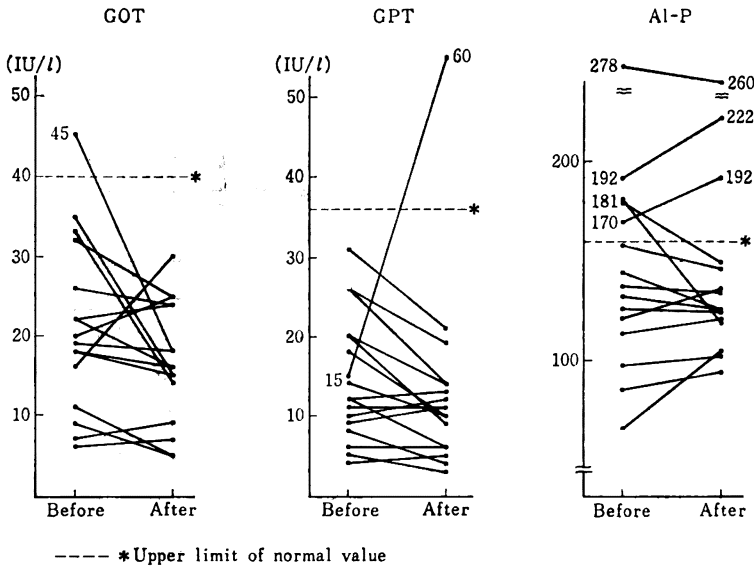 GOT
(IU/l)
50
45
40
*
30
20
10
Before After
GPT
(IU/l)
60
50
40
*
30
20
15
10
Before After
Al-P
278
260
222
200
192
192
181
170
*
100
Before After
---- * Upper limit of normal value